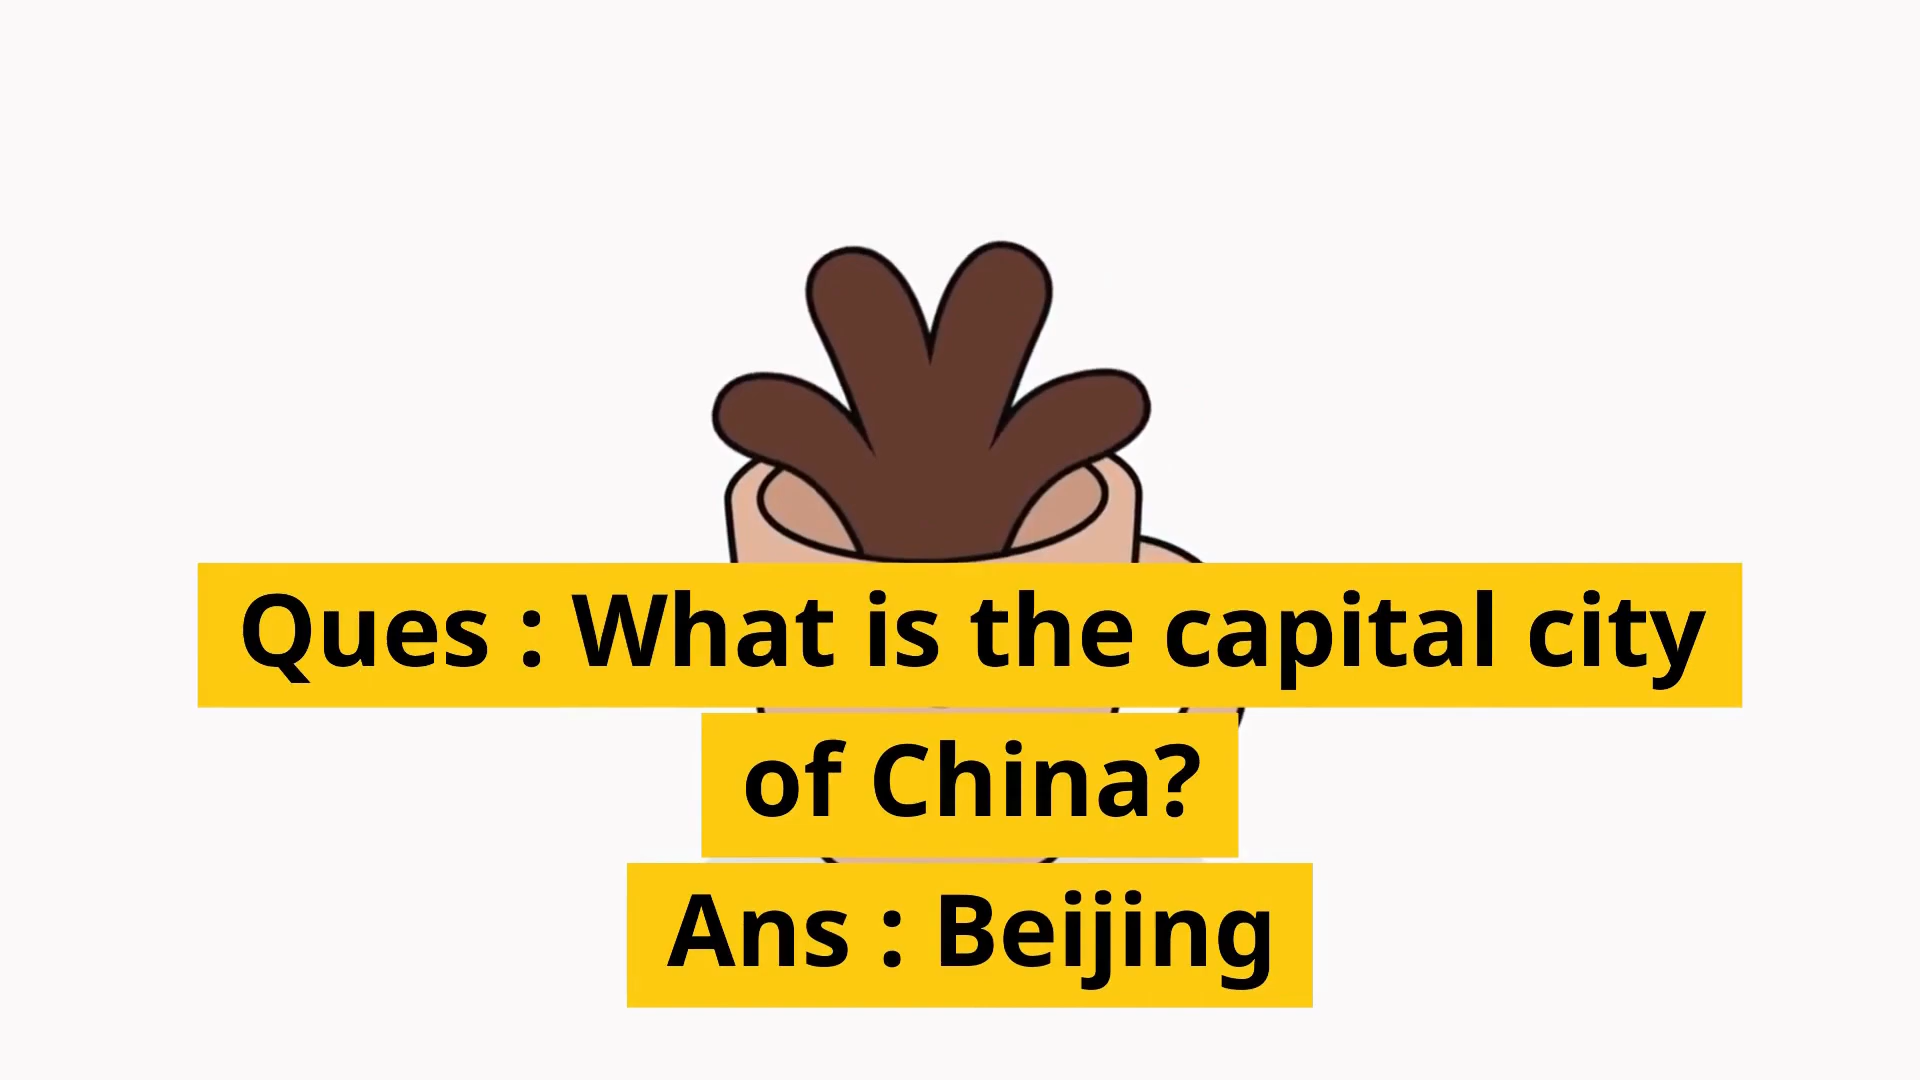 Ques : What is the capital city
of China?
Ans : Beijing